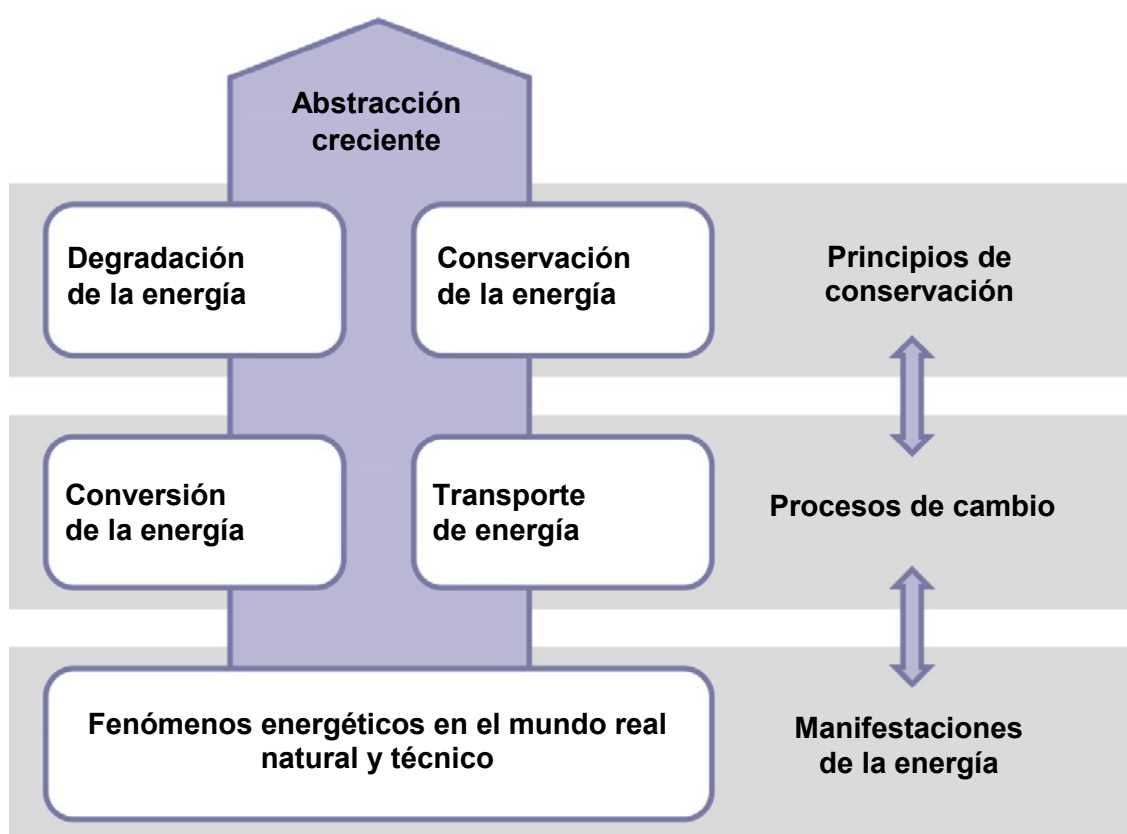 Abstracción
creciente
Degradación
de la energía
Conservación
de la energía
Principios de
conservación
Conversión
de la energía
Transporte
de energía
Procesos de cambio
Fenómenos energéticos en el mundo real
natural y técnico
Manifestaciones
de la energía